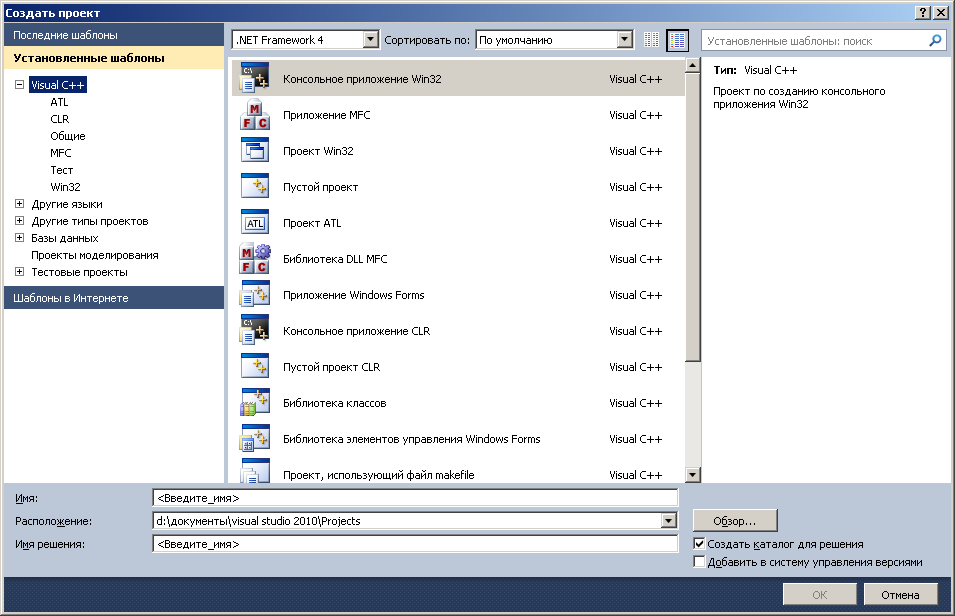 Создать проект
Последние шаблоны
Установленные шаблоны
Visual C++
ATL
CLR
Общие
MFC
Тест
Win32
Другие языки
Другие типы проектов
Базы данных
Проекты моделирования
Тестовые проекты
Шаблоны в Интернете
.NET Framework 4 Сортировать по: По умолчанию
Установленные шаблоны: поиск
Консольное приложение Win32 Visual C++
Приложение MFC Visual C++
Проект Win32 Visual C++
Пустой проект Visual C++
Проект ATL Visual C++
Библиотека DLL MFC Visual C++
Приложение Windows Forms Visual C++
Консольное приложение CLR Visual C++
Пустой проект CLR Visual C++
Библиотека классов Visual C++
Библиотека элементов управления Windows Forms Visual C++
Проект, использующий файл makefile Visual C++
Тип: Visual C++
Проект по созданию консольного
приложения Win32
Имя: <Введите_имя>
Расположение: d:\документы\visual studio 2010\Projects
Обзор...
Имя решения: <Введите_имя>
Создать каталог для решения
Добавить в систему управления версиями
OK Отмена